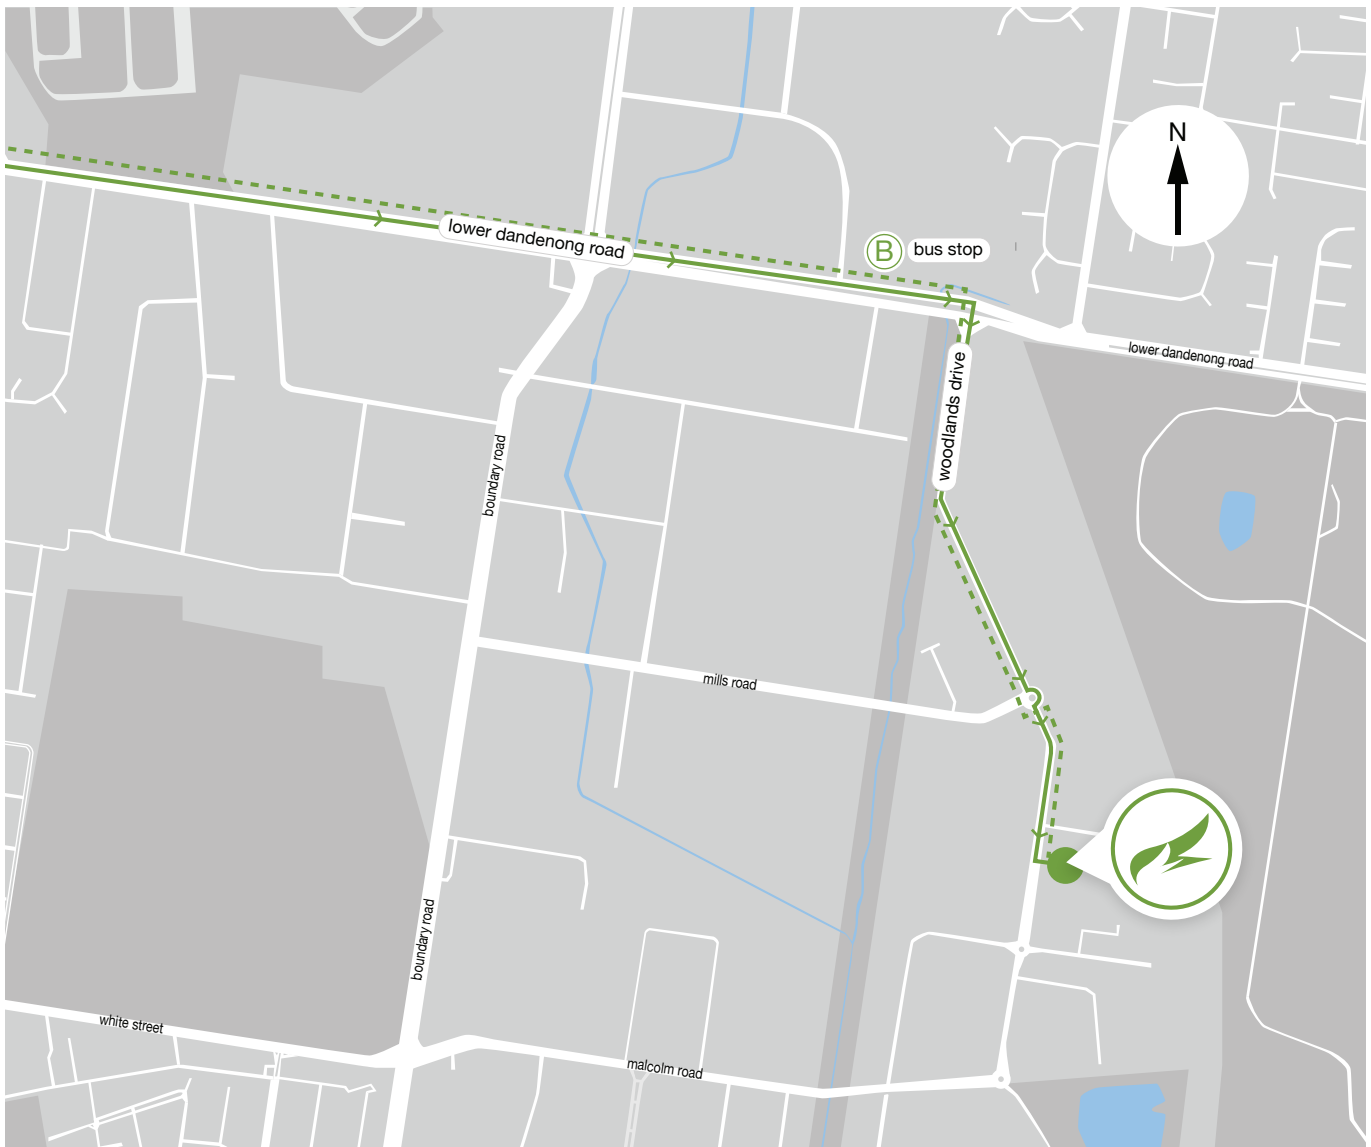 N
lower dandenong road
B bus stop
lower dandenong road
woodlands drive
boundary road
mills road
boundary road
white street
malcolm road